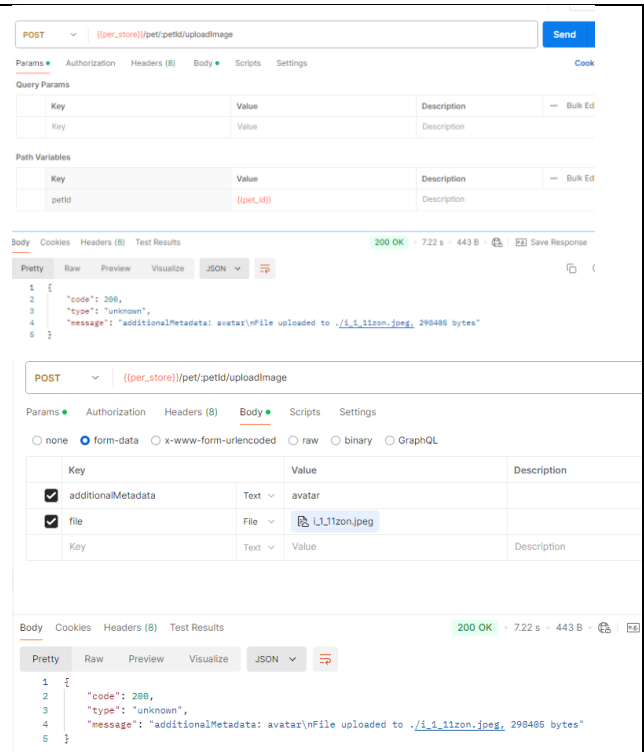 POST {{per_store}}/pet/:petId/uploadImage Send
Params Authorization Headers (8) Body Scripts Settings Cook
Query Params
Key Value Description Bulk Ed
Key Value Description
Path Variables
Key Value Description Bulk Ed
petId {{pet_id}} Description
Body Cookies Headers (8) Test Results 200 OK 7.22 s 443 B e.g. Save Response
Pretty Raw Preview Visualize JSON
1 {
2 "code": 200,
3 "type": "unknown",
4 "message": "additionalMetadata: avatar\nFile uploaded to ./i_1_11zon.jpeg, 298405 bytes"
5 }
POST {{per_store}}/pet/:petId/uploadImage
Params Authorization Headers (8) Body Scripts Settings
none form-data x-www-form-urlencoded raw binary GraphQL
Key Value Description
additionalMetadata Text avatar
file File i_1_11zon.jpeg
Key Text Value Description
Body Cookies Headers (8) Test Results 200 OK 7.22 s 443 B e.g.
Pretty Raw Preview Visualize JSON
1 {
2 "code": 200,
3 "type": "unknown",
4 "message": "additionalMetadata: avatar\nFile uploaded to ./i_1_11zon.jpeg, 298405 bytes"
5 }